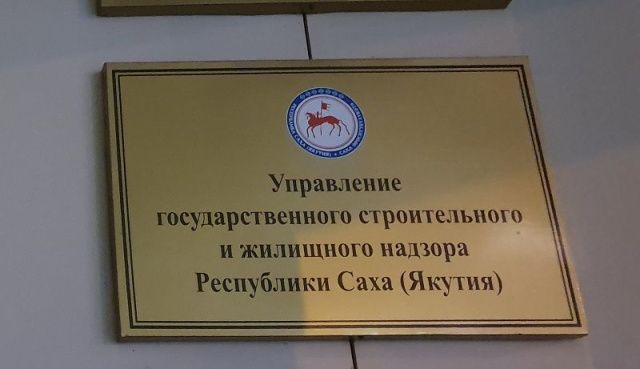 Управление
государственного строительного
и жилищного надзора
Республики Саха (Якутия)